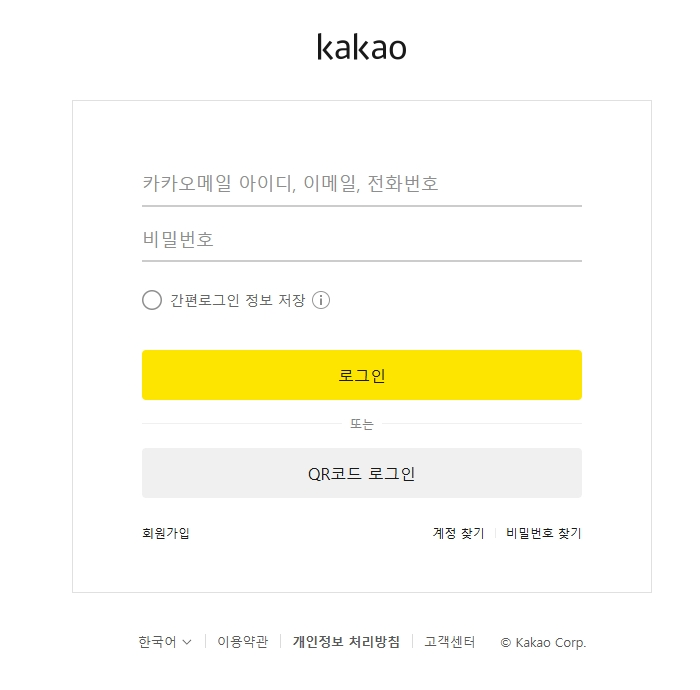 kakao
카카오메일 아이디, 이메일, 전화번호
비밀번호
간편로그인 정보 저장
로그인
또는
QR코드 로그인
회원가입 계정 찾기 비밀번호 찾기
한국어 이용약관 개인정보 처리방침 고객센터 © Kakao Corp.